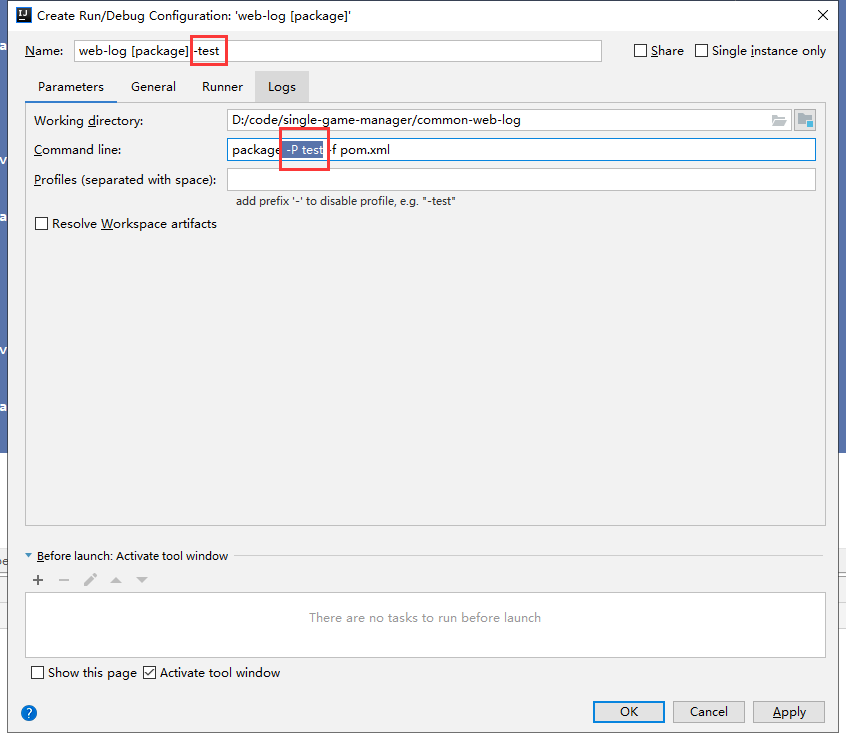 Create Run/Debug Configuration: 'web-log [package]'
Name: web-log [package] -test Share Single instance only
Parameters General Runner Logs
Working directory: D:/code/single-game-manager/common-web-log
Command line: package -P test -f pom.xml
Profiles (separated with space):
add prefix '-' to disable profile, e.g. "-test"
Resolve Workspace artifacts
Before launch: Activate tool window
There are no tasks to run before launch
Show this page Activate tool window
? OK Cancel Apply